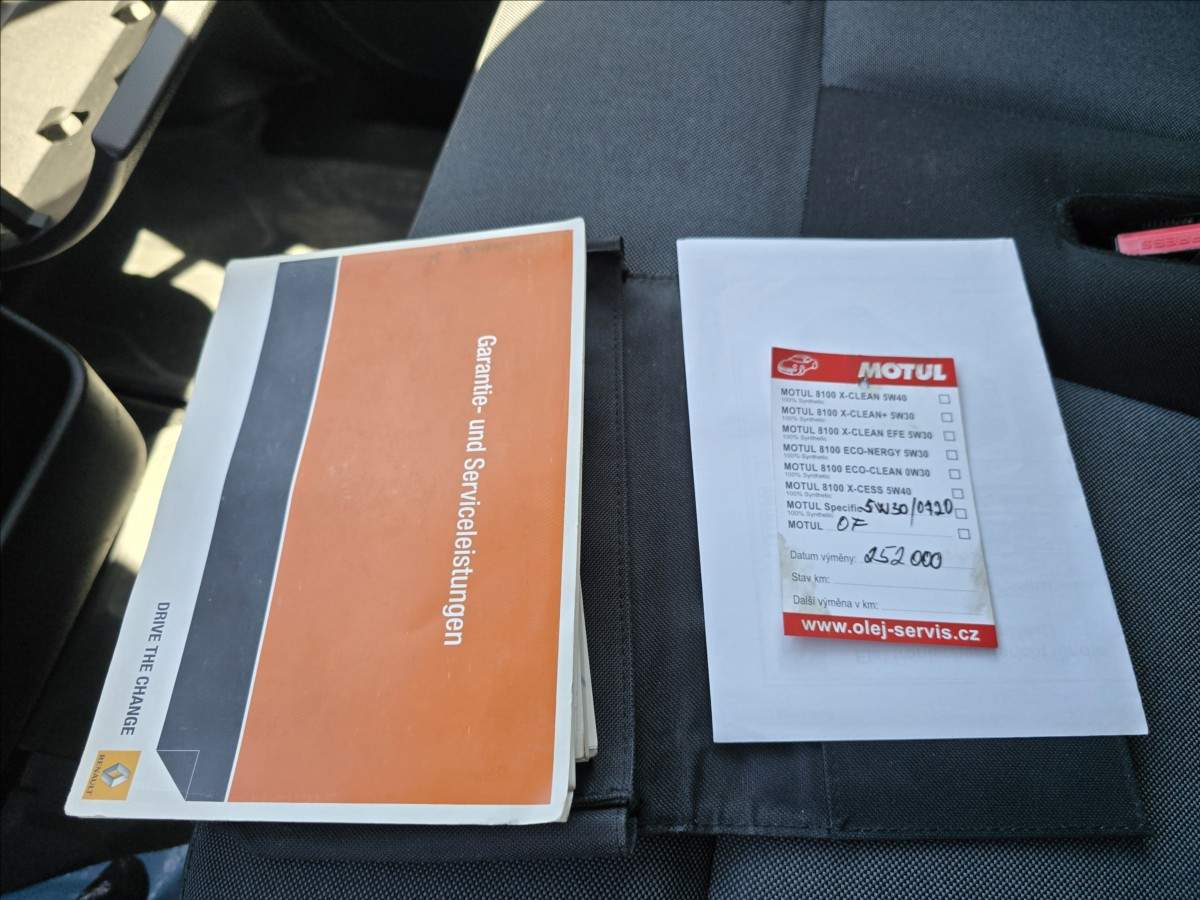 Garantie- und Serviceleistungen
DRIVE THE CHANGE
RENAULT
MOTUL
MOTUL 8100 X-CLEAN 5W40
100% Synthetic
MOTUL 8100 X-CLEAN+ 5W30
100% Synthetic
MOTUL 8100 X-CLEAN EFE 5W30
100% Synthetic
MOTUL 8100 ECO-NERGY 5W30
100% Synthetic
MOTUL 8100 ECO-CLEAN 0W30
100% Synthetic
MOTUL 8100 X-CESS 5W40
100% Synthetic
MOTUL Specific 5W30/0720
100% Synthetic
MOTUL OF
Datum výměny: 252 000
Stav km:
Další výměna v km:
www.olej-servis.cz
PRESS